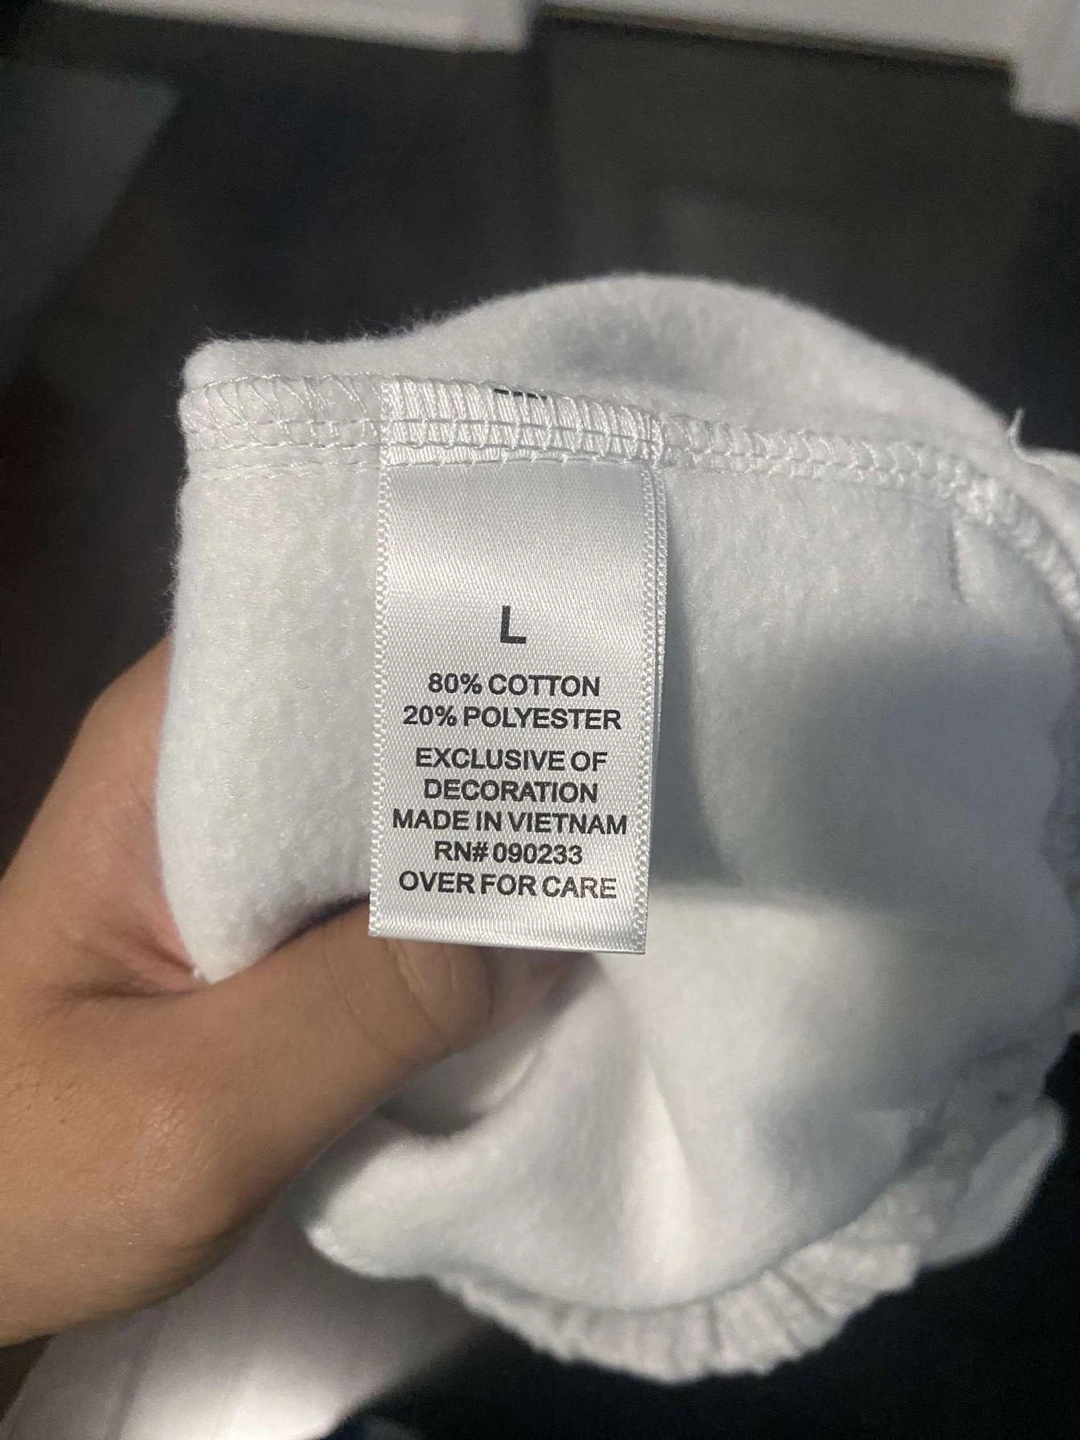 L
80% COTTON
20% POLYESTER
EXCLUSIVE OF
DECORATION
MADE IN VIETNAM
RN# 090233
OVER FOR CARE